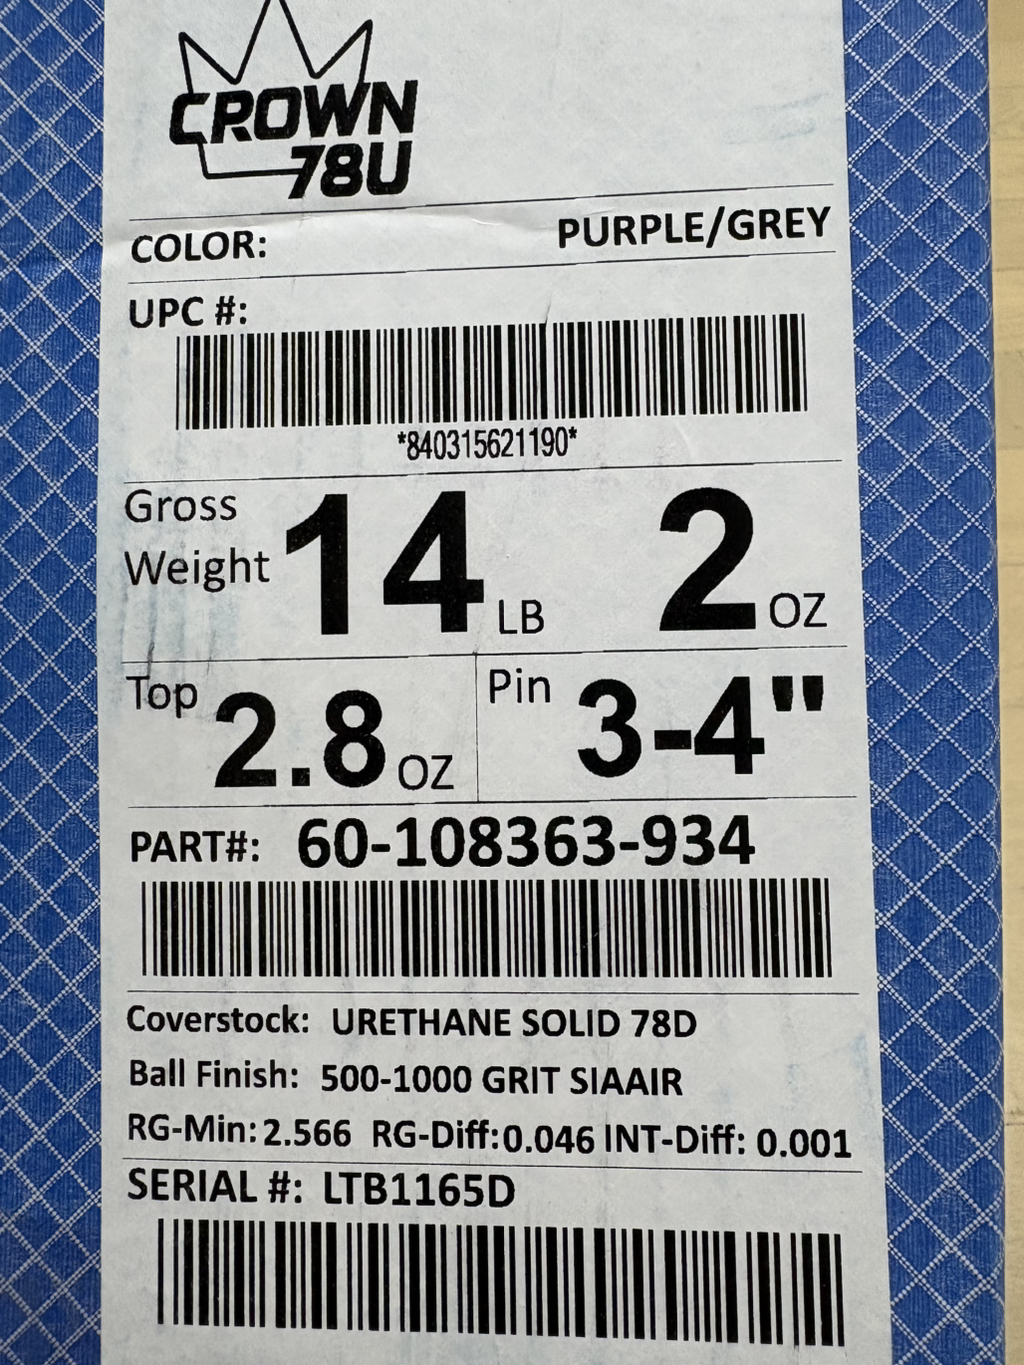 CROWN
78U
COLOR: PURPLE/GREY
UPC #:
*840315621190*
Gross
Weight 14 LB 2 OZ
Top 2.8 OZ Pin 3-4"
PART#: 60-108363-934
Coverstock: URETHANE SOLID 78D
Ball Finish: 500-1000 GRIT SIAAIR
RG-Min: 2.566 RG-Diff: 0.046 INT-Diff: 0.001
SERIAL #: LTB1165D